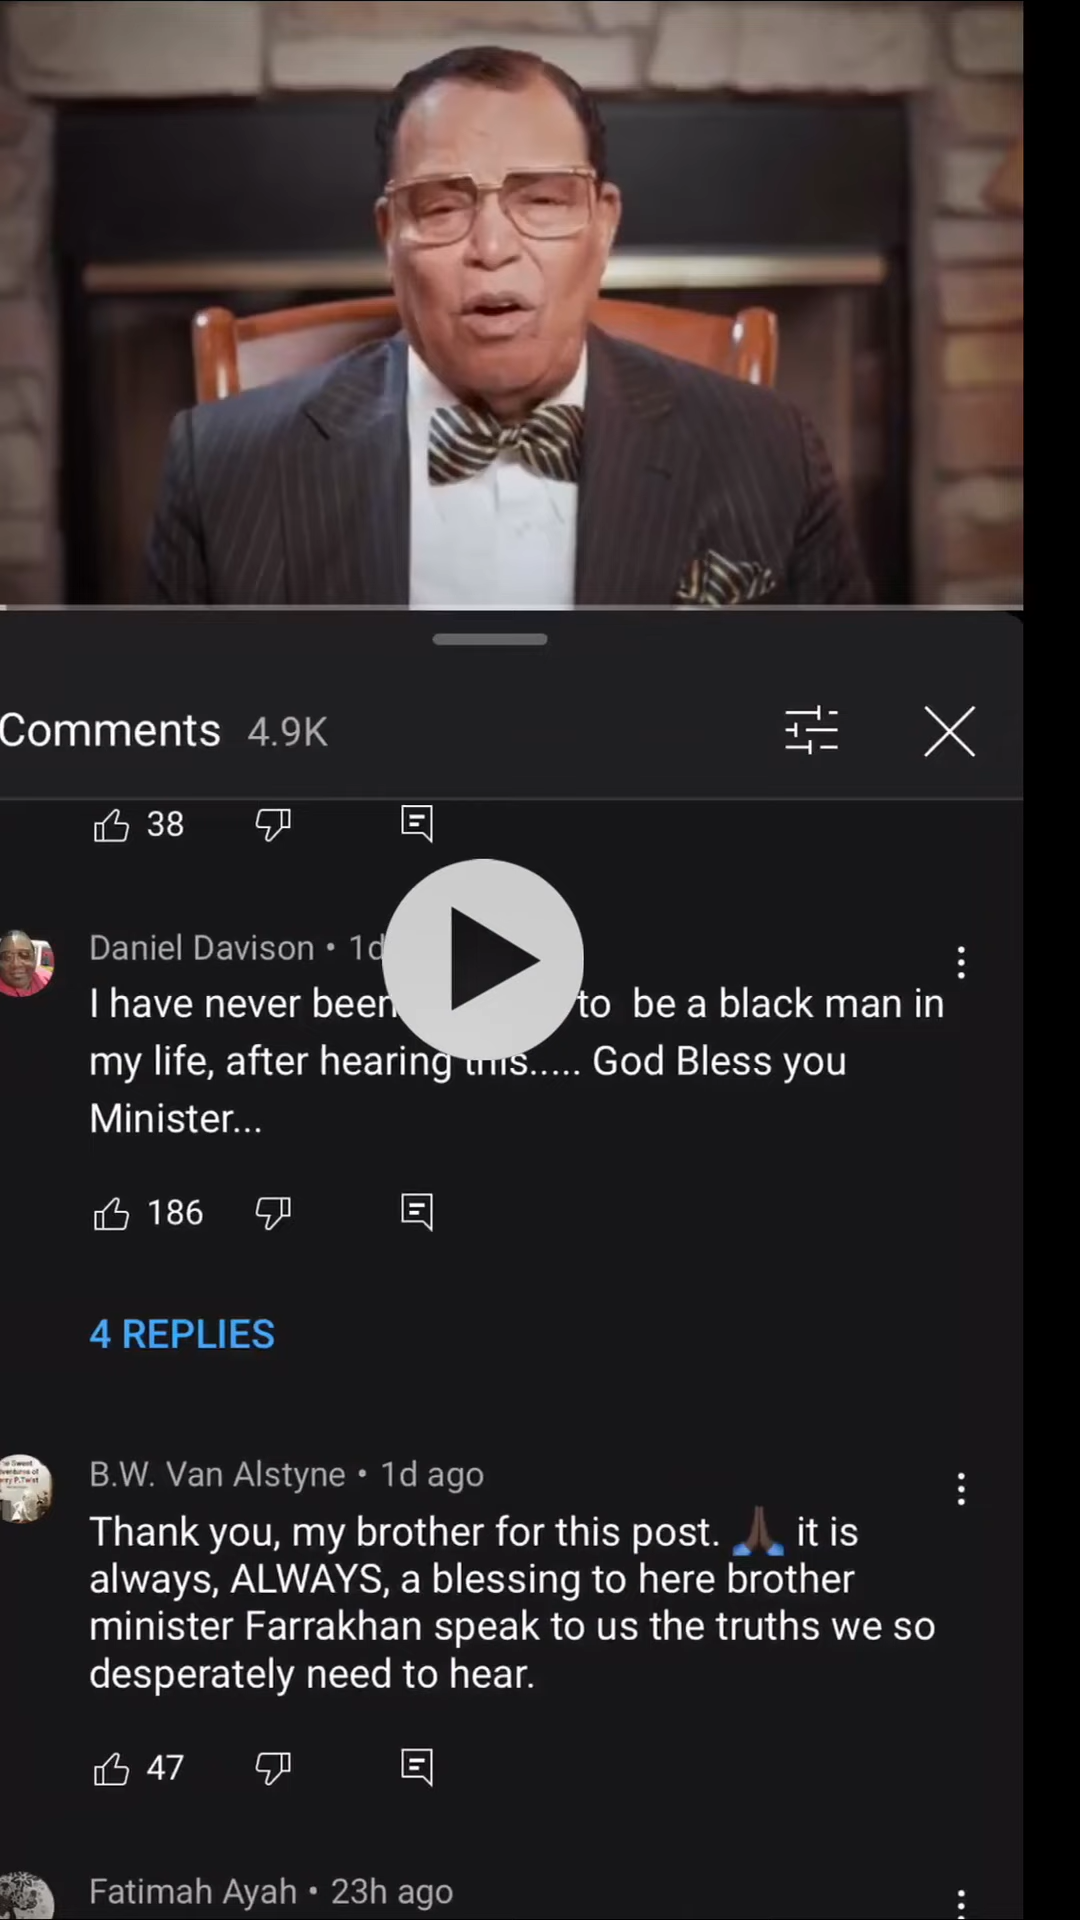 Comments 4.9K
38
Daniel Davison • 1d
I have never been to be a black man in
my life, after hearing this..... God Bless you
Minister...
186
4 REPLIES
B.W. Van Alstyne • 1d ago
Thank you, my brother for this post. 🙏🏿 it is
always, ALWAYS, a blessing to here brother
minister Farrakhan speak to us the truths we so
desperately need to hear.
47
Fatimah Ayah • 23h ago